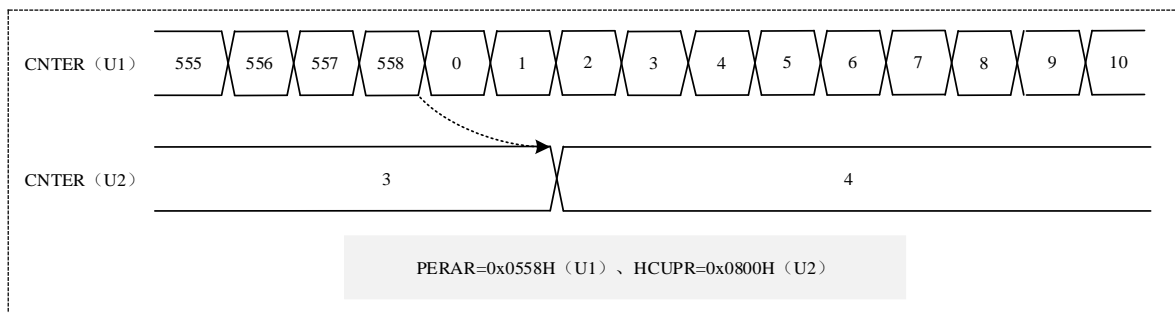 CNTER（U1） 555 556 557 558 0 1 2 3 4 5 6 7 8 9 10
CNTER（U2） 3 4
PERAR=0x0558H（U1）、HCUPR=0x0800H（U2）